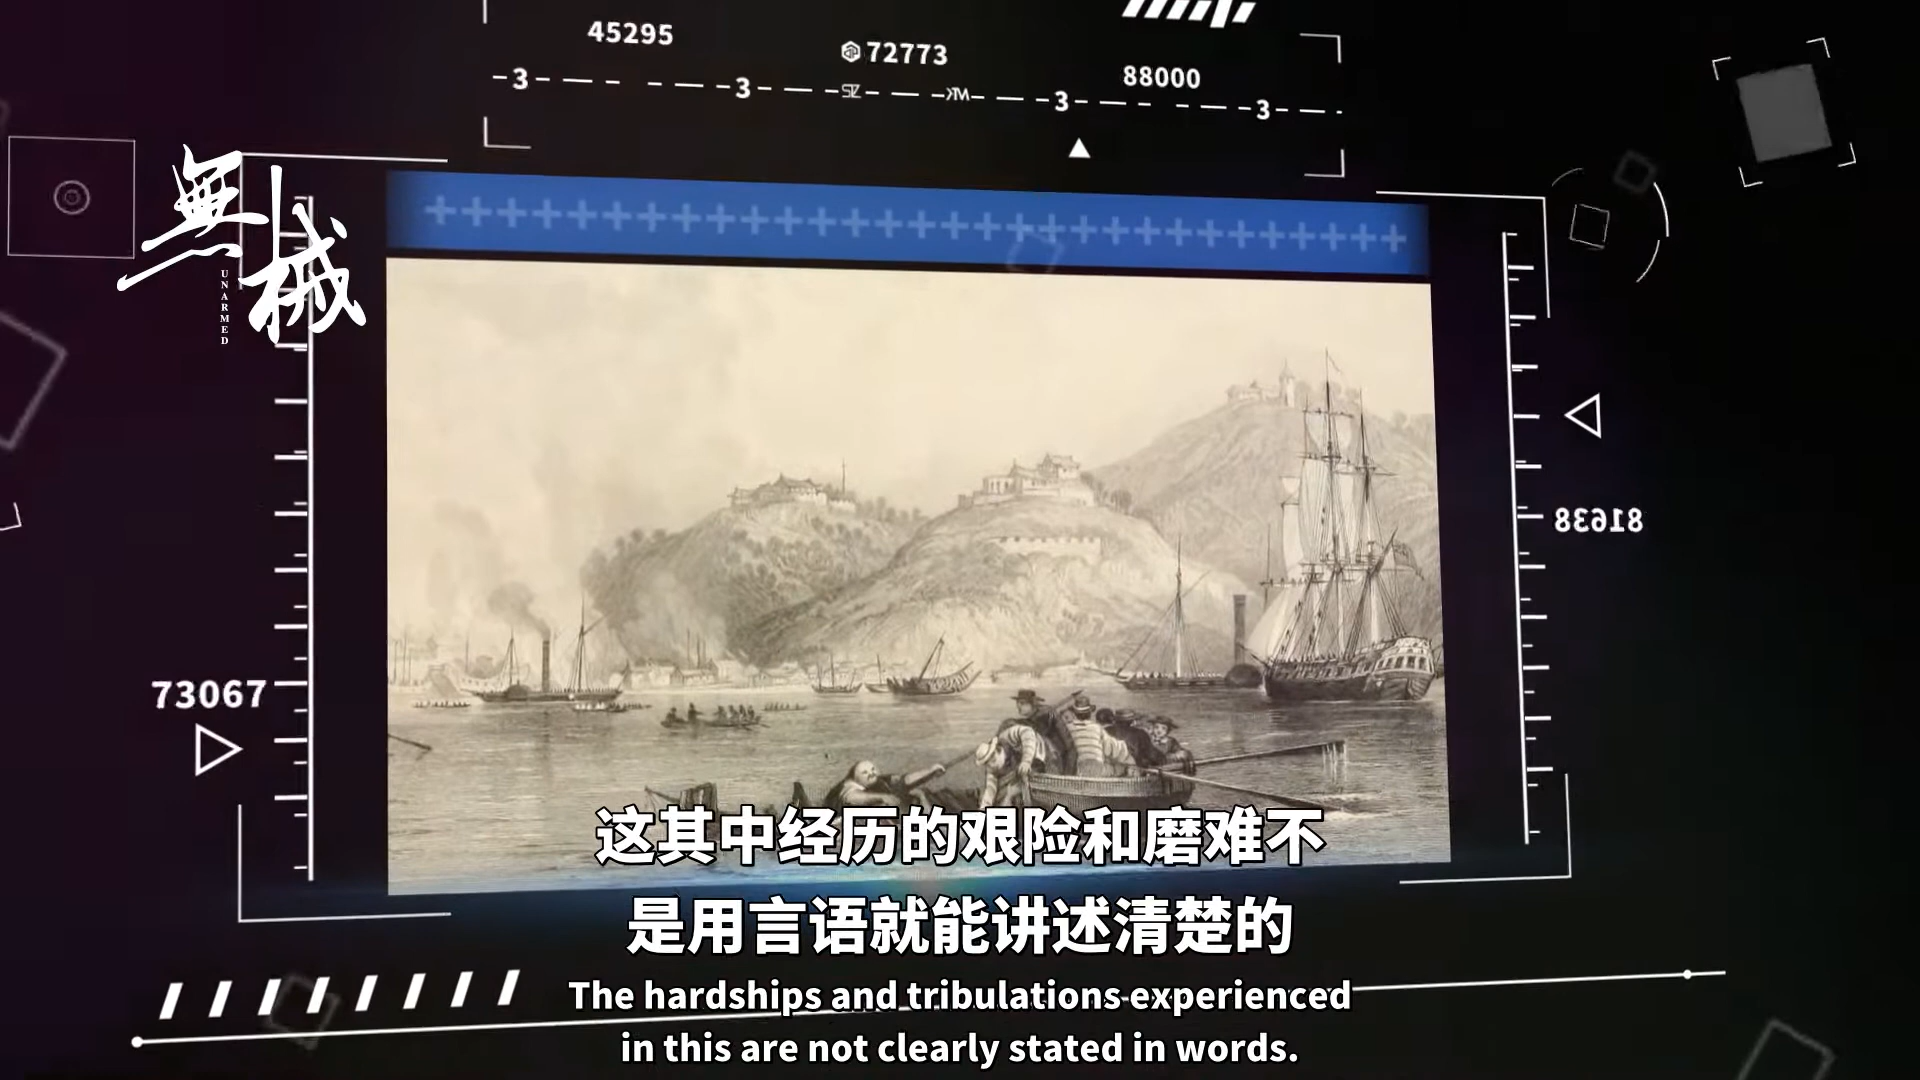 45295
72773
88000
3
3
3
3
無械
UNARMED
81638
73067
这其中经历的艰险和磨难不
是用言语就能讲述清楚的
The hardships and tribulations experienced
in this are not clearly stated in words.